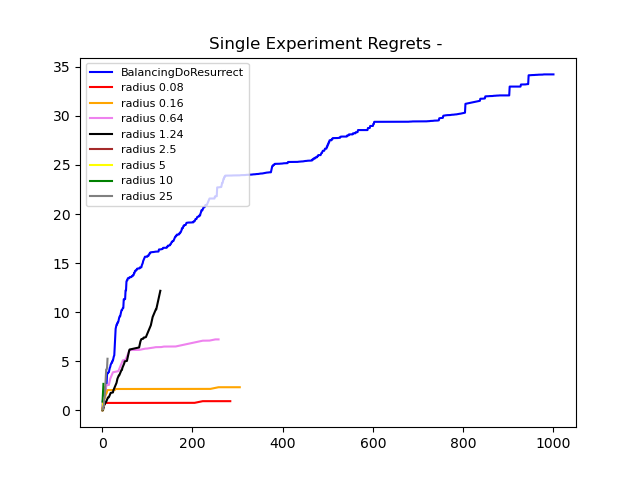 Single Experiment Regrets -
35
30
25
20
15
10
5
0
BalancingDoResurrect
radius 0.08
radius 0.16
radius 0.64
radius 1.24
radius 2.5
radius 5
radius 10
radius 25
0 200 400 600 800 1000